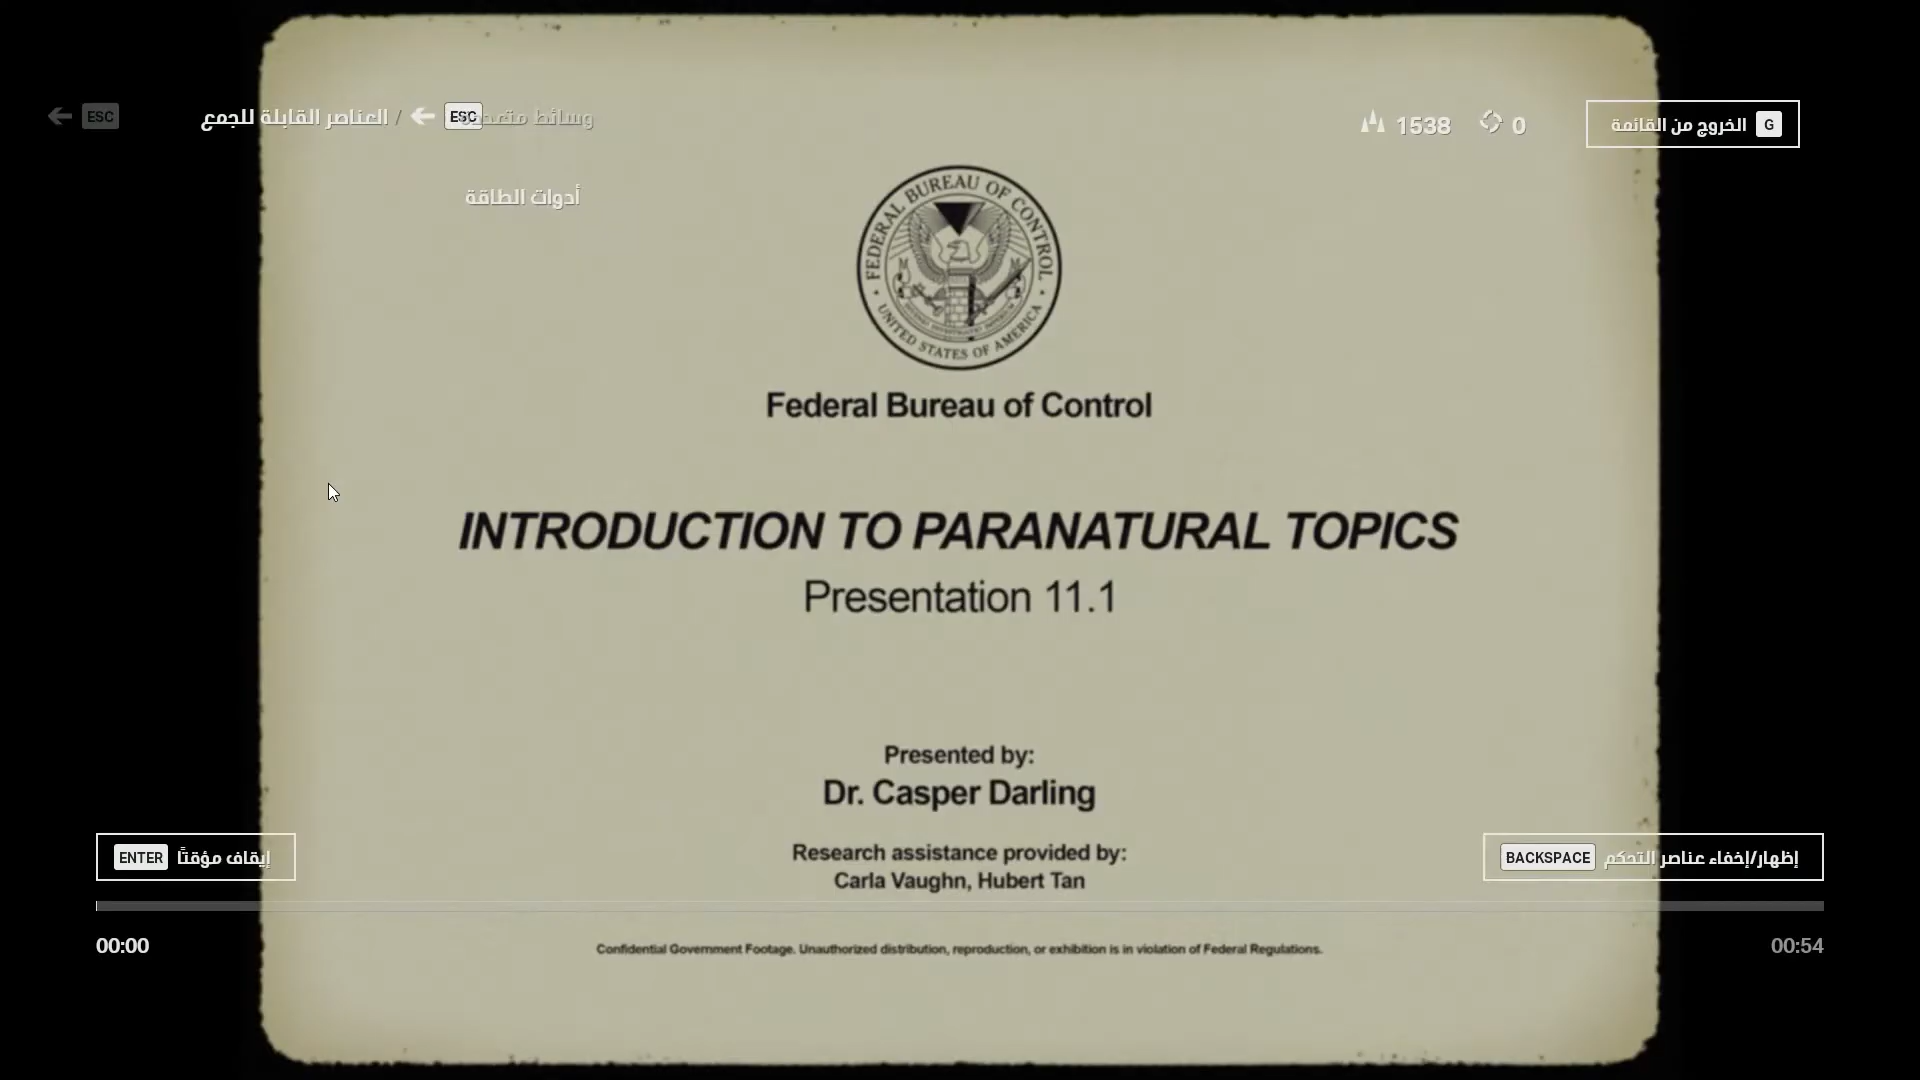 ESC
العناصر القابلة للجمع /
ESC وسائط متعددة
1538
0
الخروج من القائمة G
أدوات الطاقة
FEDERAL BUREAU OF CONTROL
UNITED STATES OF AMERICA
Federal Bureau of Control
INTRODUCTION TO PARANATURAL TOPICS
Presentation 11.1
Presented by:
Dr. Casper Darling
Research assistance provided by:
Carla Vaughn, Hubert Tan
ENTER إيقاف مؤقتًا
BACKSPACE إظهار/إخفاء عناصر التحكم
00:00
00:54
Confidential Government Footage. Unauthorized distribution, reproduction, or exhibition is in violation of Federal Regulations.